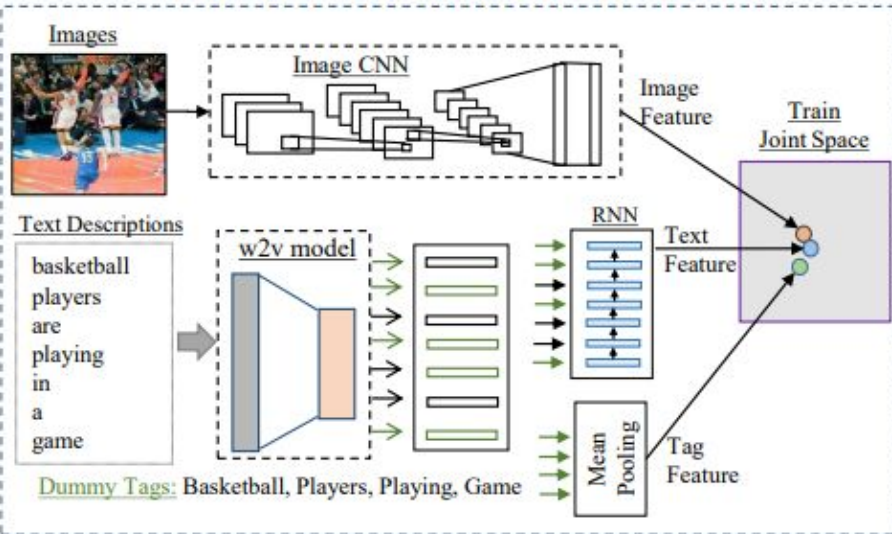 Images
Image CNN
Image
Feature
Train
Joint Space
Text Descriptions
basketball
players
are
playing
in
a
game
w2v model
RNN
Text
Feature
Mean
Pooling
Tag
Feature
Dummy Tags: Basketball, Players, Playing, Game